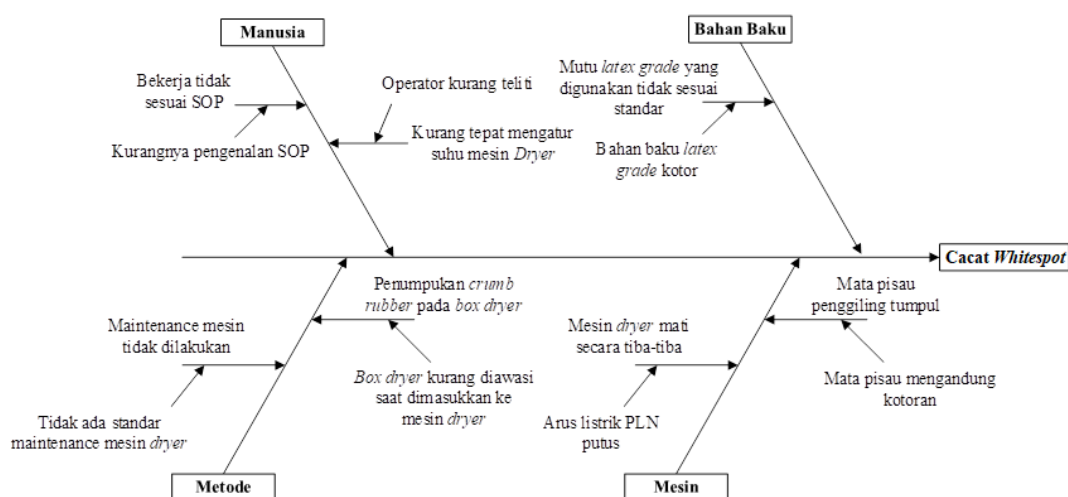 Manusia
Bahan Baku
Bekerja tidak
sesuai SOP
Kurangnya pengenalan SOP
Operator kurang teliti
Kurang tepat mengatur
suhu mesin Dryer
Mutu latex grade yang
digunakan tidak sesuai
standar
Bahan baku latex
grade kotor
Cacat Whitespot
Penumpukan crumb
rubber pada box dryer
Maintenance mesin
tidak dilakukan
Box dryer kurang diawasi
saat dimasukkan ke
mesin dryer
Tidak ada standar
maintenance mesin dryer
Mata pisau
penggiling tumpul
Mesin dryer mati
secara tiba-tiba
Mata pisau mengandung
kotoran
Arus listrik PLN
putus
Metode
Mesin